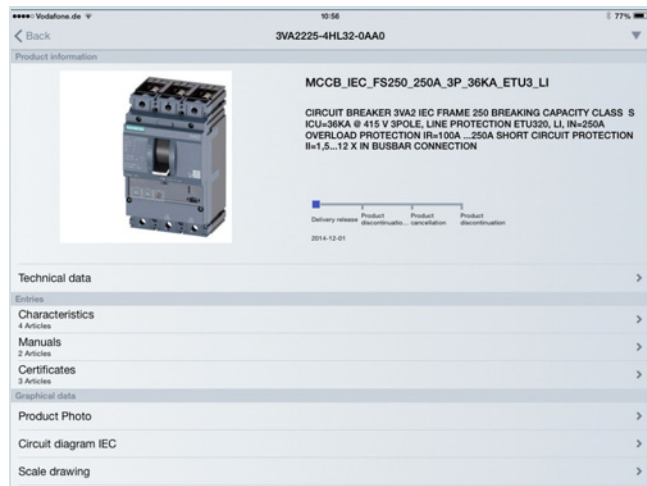 Vodafone.de
10:56
77%
Back
3VA2225-4HL32-0AA0
Product information
SIEMENS
MCCB_IEC_FS250_250A_3P_36KA_ETU3_LI
CIRCUIT BREAKER 3VA2 IEC FRAME 250 BREAKING CAPACITY CLASS S
ICU=36KA @ 415 V 3POLE, LINE PROTECTION ETU320, LI, IN=250A
OVERLOAD PROTECTION IR=100A ...250A SHORT CIRCUIT PROTECTION
II=1,5...12 X IN BUSBAR CONNECTION
Delivery release
Product
discontinuatio...
Product
cancellation
Product
discontinuation
2014-12-01
Technical data
Entries
Characteristics
4 Articles
Manuals
2 Articles
Certificates
3 Articles
Graphical data
Product Photo
Circuit diagram IEC
Scale drawing